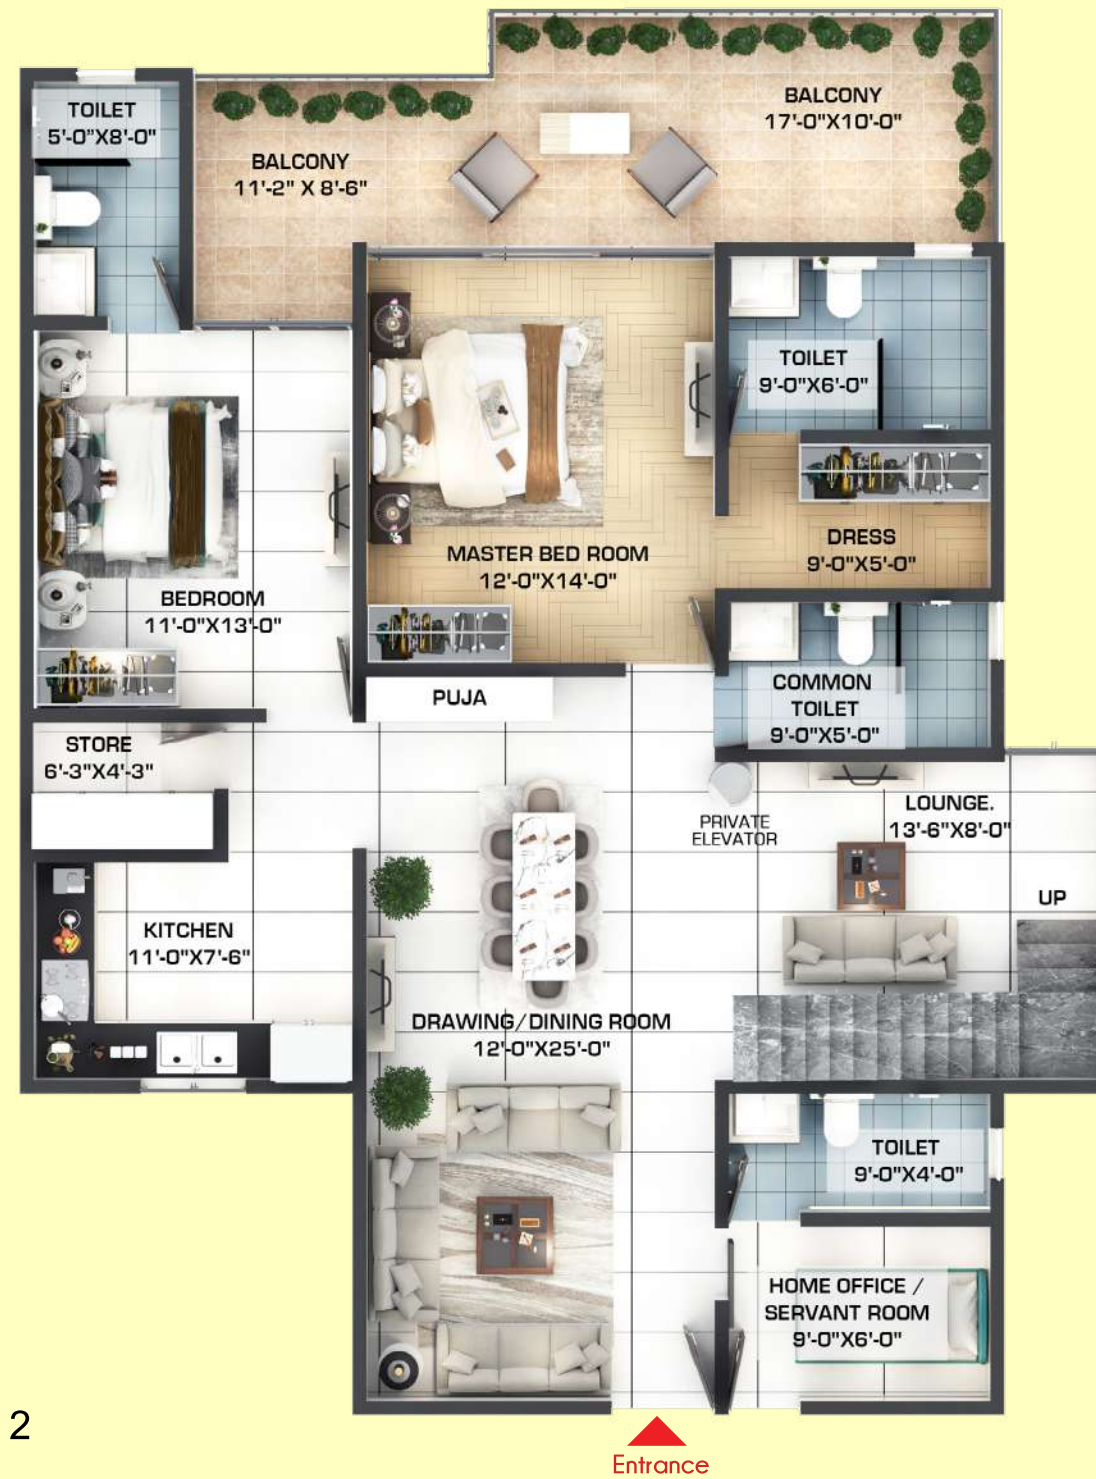 TOILET
5'-0"X8'-0"
BALCONY
11'-2" X 8'-6"
BALCONY
17'-0"X10'-0"
TOILET
9'-0"X6'-0"
DRESS
9'-0"X5'-0"
MASTER BED ROOM
12'-0"X14'-0"
BEDROOM
11'-0"X13'-0"
PUJA
COMMON
TOILET
9'-0"X5'-0"
STORE
6'-3"X4'-3"
PRIVATE
ELEVATOR
LOUNGE.
13'-6"X8'-0"
UP
KITCHEN
11'-0"X7'-6"
DRAWING/DINING ROOM
12'-0"X25'-0"
TOILET
9'-0"X4'-0"
HOME OFFICE /
SERVANT ROOM
9'-0"X6'-0"
2
Entrance